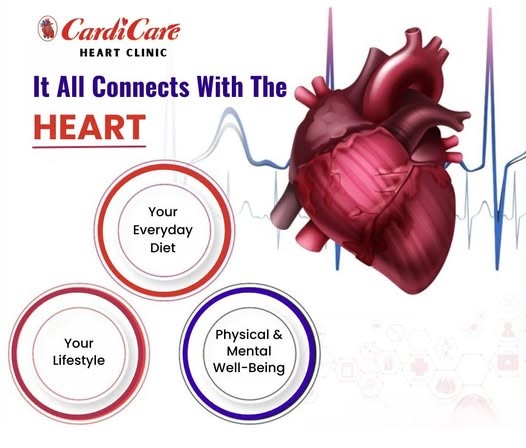 CardiCare
HEART CLINIC
It All Connects With The
HEART
Your
Everyday
Diet
Your
Lifestyle
Physical &
Mental
Well-Being